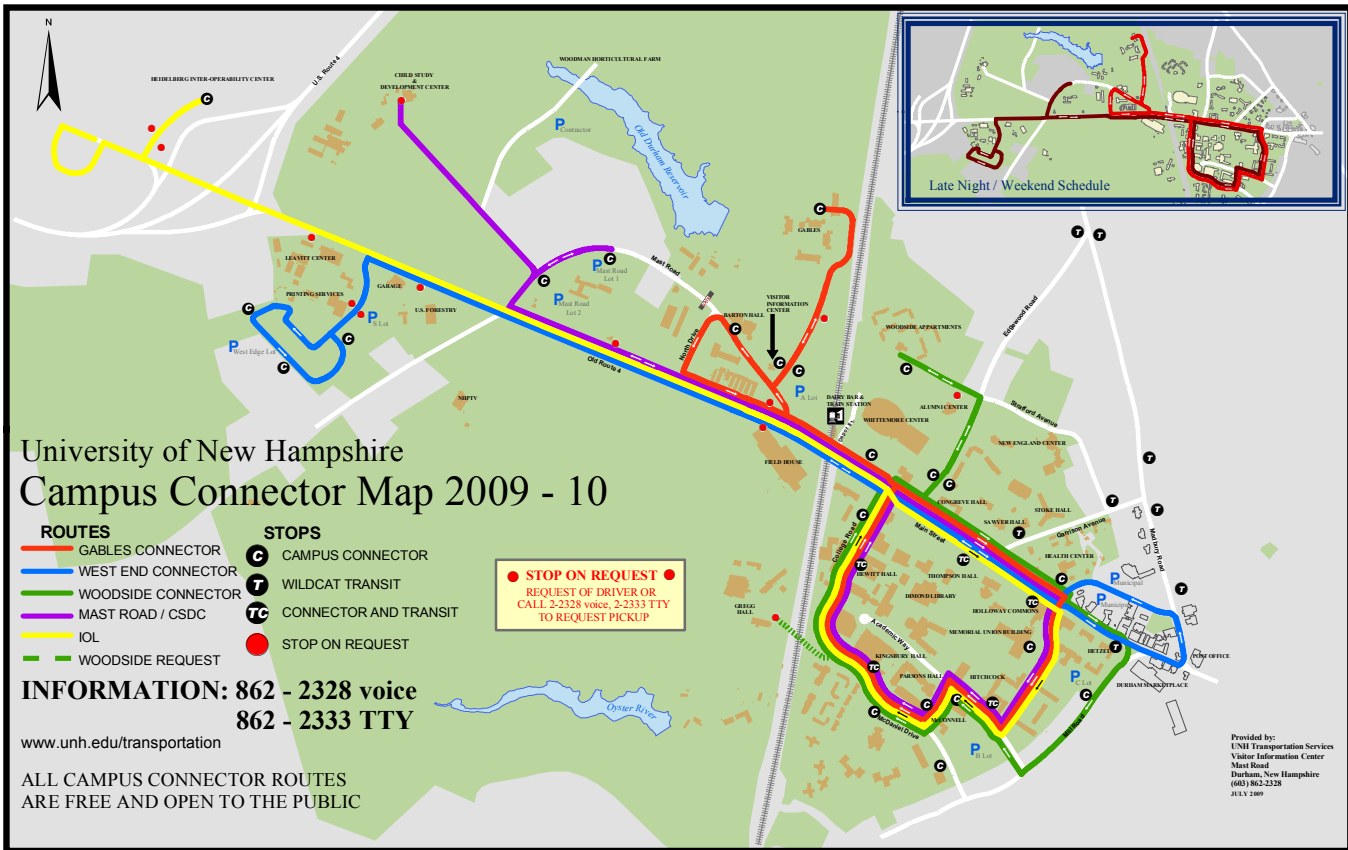 N
HEIDELBERG INTER-OPERABILITY CENTER
C
U.S. Route 4
CHILD STUDY
&
DEVELOPMENT CENTER
WOODMAN HORTICULTURAL FARM
P
Contractor
Old Durham Reservoir
Late Night / Weekend Schedule
GABLES
C
T
T
LEAVITT CENTER
PRINTING SERVICES
GARAGE
U.S. FORESTRY
P
S Lot
C
C
C
P
West Edge Lot
P
Mast Road
Lot 1
C
C
P
Mast Road
Lot 2
Mast Road
Old Route 4
North Drive
BARTON HALL
C
VISITOR
INFORMATION
CENTER
C
C
P
A Lot
WOODSIDE APPARTMENTS
C
Edgewood Road
ALUMNI CENTER
Strafford Avenue
DAIRY BAR &
TRAIN STATION
WHITTEMORE CENTER
NEW ENGLAND CENTER
NHPTV
FIELD HOUSE
C
C
C
CONGREVE HALL
STOKE HALL
SAWYER HALL
T
Garrison Avenue
T
T
T
Madbury Road
HEALTH CENTER
Main Street
College Road
C
TC
HEWITT HALL
TC
THOMPSON HALL
DIMOND LIBRARY
C
TC
HOLLOWAY COMMONS
P
Municipal
P
Municipal
T
Academic Way
MEMORIAL UNION BUILDING
C
HETZEL
T
POST OFFICE
DURHAM MARKETPLACE
GREGG
HALL
KINGSBURY HALL
TC
PARSONS HALL
HITCHCOCK
P
C Lot
C
C
C
C
TC
McCONNELL
McDaniel Drive
Mill Road
P
B Lot
C
Oyster River
University of New Hampshire
Campus Connector Map 2009 - 10
ROUTES
GABLES CONNECTOR
WEST END CONNECTOR
WOODSIDE CONNECTOR
MAST ROAD / CSDC
IOL
WOODSIDE REQUEST
STOPS
C CAMPUS CONNECTOR
T WILDCAT TRANSIT
TC CONNECTOR AND TRANSIT
STOP ON REQUEST
STOP ON REQUEST
REQUEST OF DRIVER OR
CALL 2-2328 voice, 2-2333 TTY
TO REQUEST PICKUP
INFORMATION: 862 - 2328 voice
862 - 2333 TTY
www.unh.edu/transportation
ALL CAMPUS CONNECTOR ROUTES
ARE FREE AND OPEN TO THE PUBLIC
Provided by:
UNH Transportation Services
Visitor Information Center
Mast Road
Durham, New Hampshire
(603) 862-2328
JULY 2009